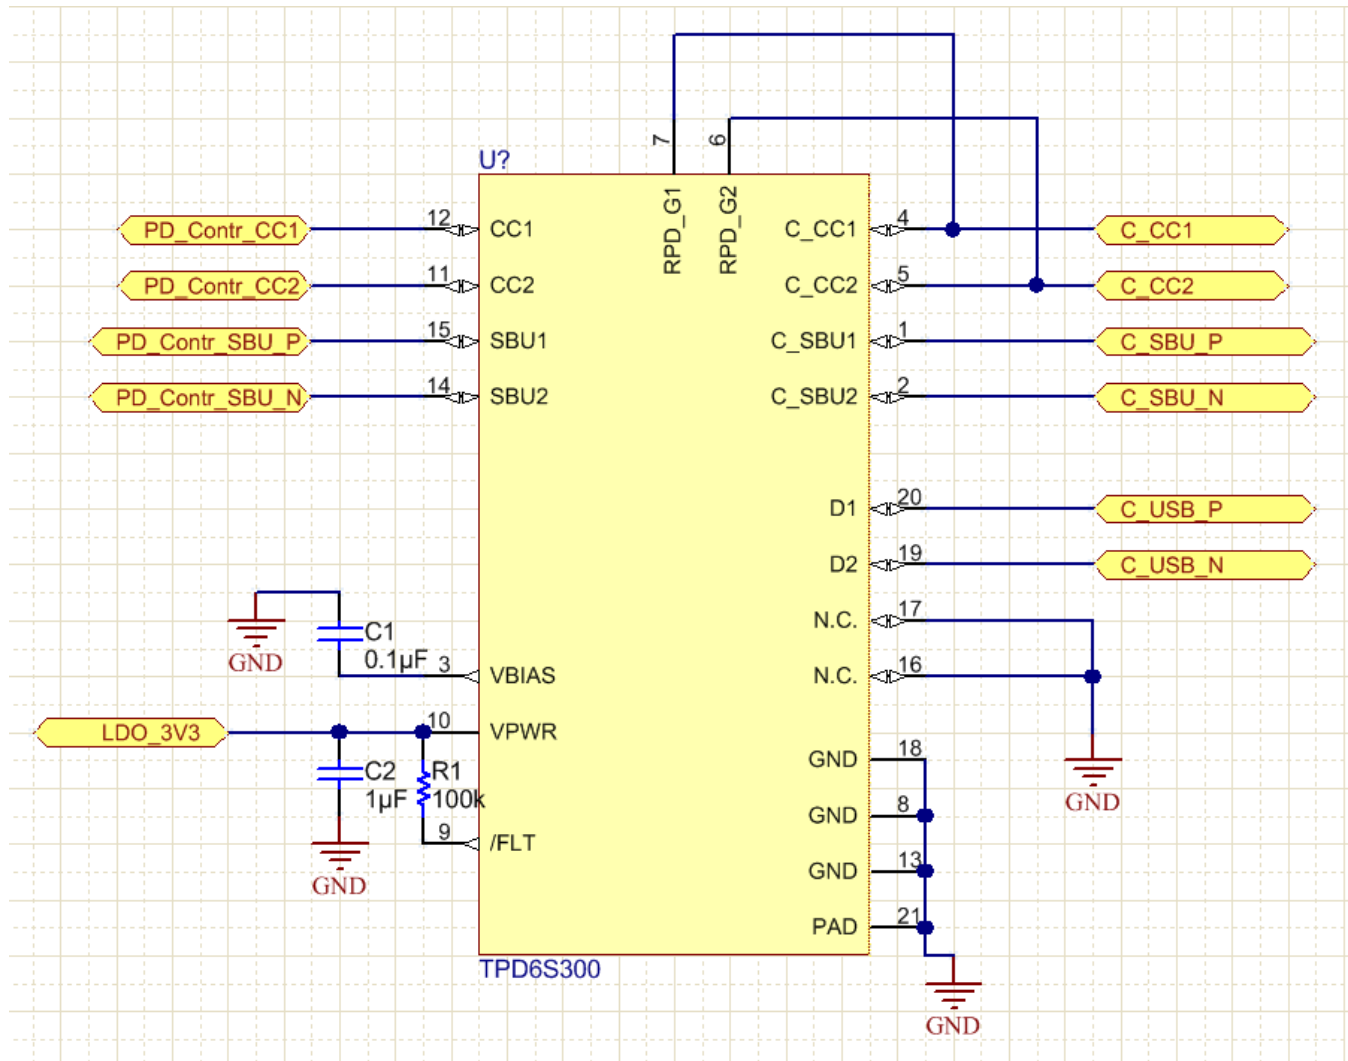 7
6
U?
RPD_G1
RPD_G2
PD_Contr_CC1
12
CC1
C_CC1
4
C_CC1
PD_Contr_CC2
11
CC2
C_CC2
5
C_CC2
PD_Contr_SBU_P
15
SBU1
C_SBU1
1
C_SBU_P
PD_Contr_SBU_N
14
SBU2
C_SBU2
2
C_SBU_N
D1
20
C_USB_P
D2
19
C_USB_N
N.C.
17
C1
0.1µF
GND
3
VBIAS
N.C.
16
LDO_3V3
10
VPWR
GND
18
GND
C2
1µF
R1
100k
GND
8
9
/FLT
GND
GND
13
PAD
21
TPD6S300
GND